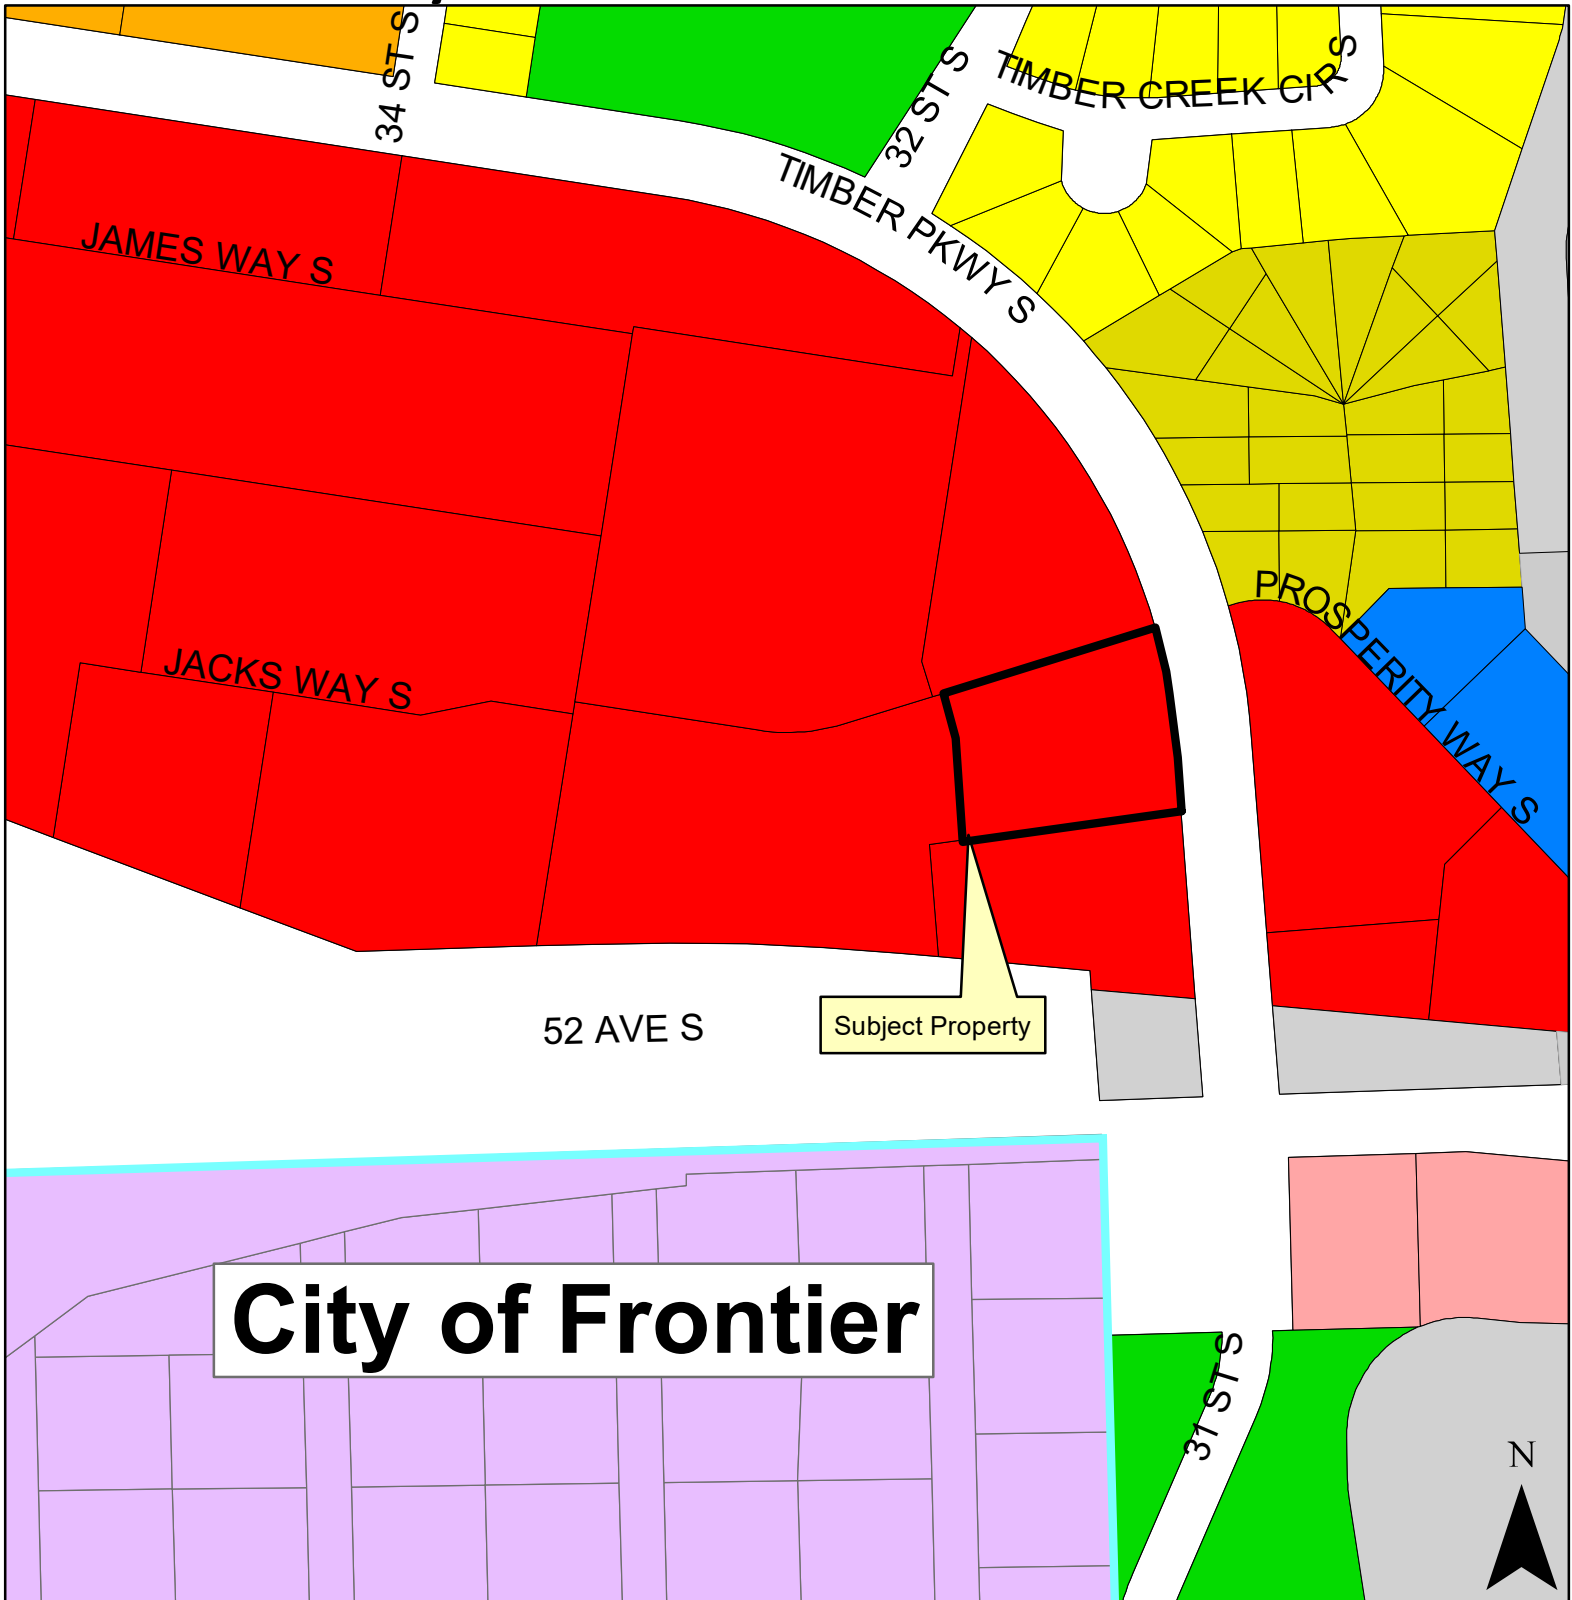 34 ST S
32 ST S
TIMBER CREEK CIR S
TIMBER PKWY S
JAMES WAY S
PROSPERITY WAY S
JACKS WAY S
52 AVE S
Subject Property
City of Frontier
31 ST S
N